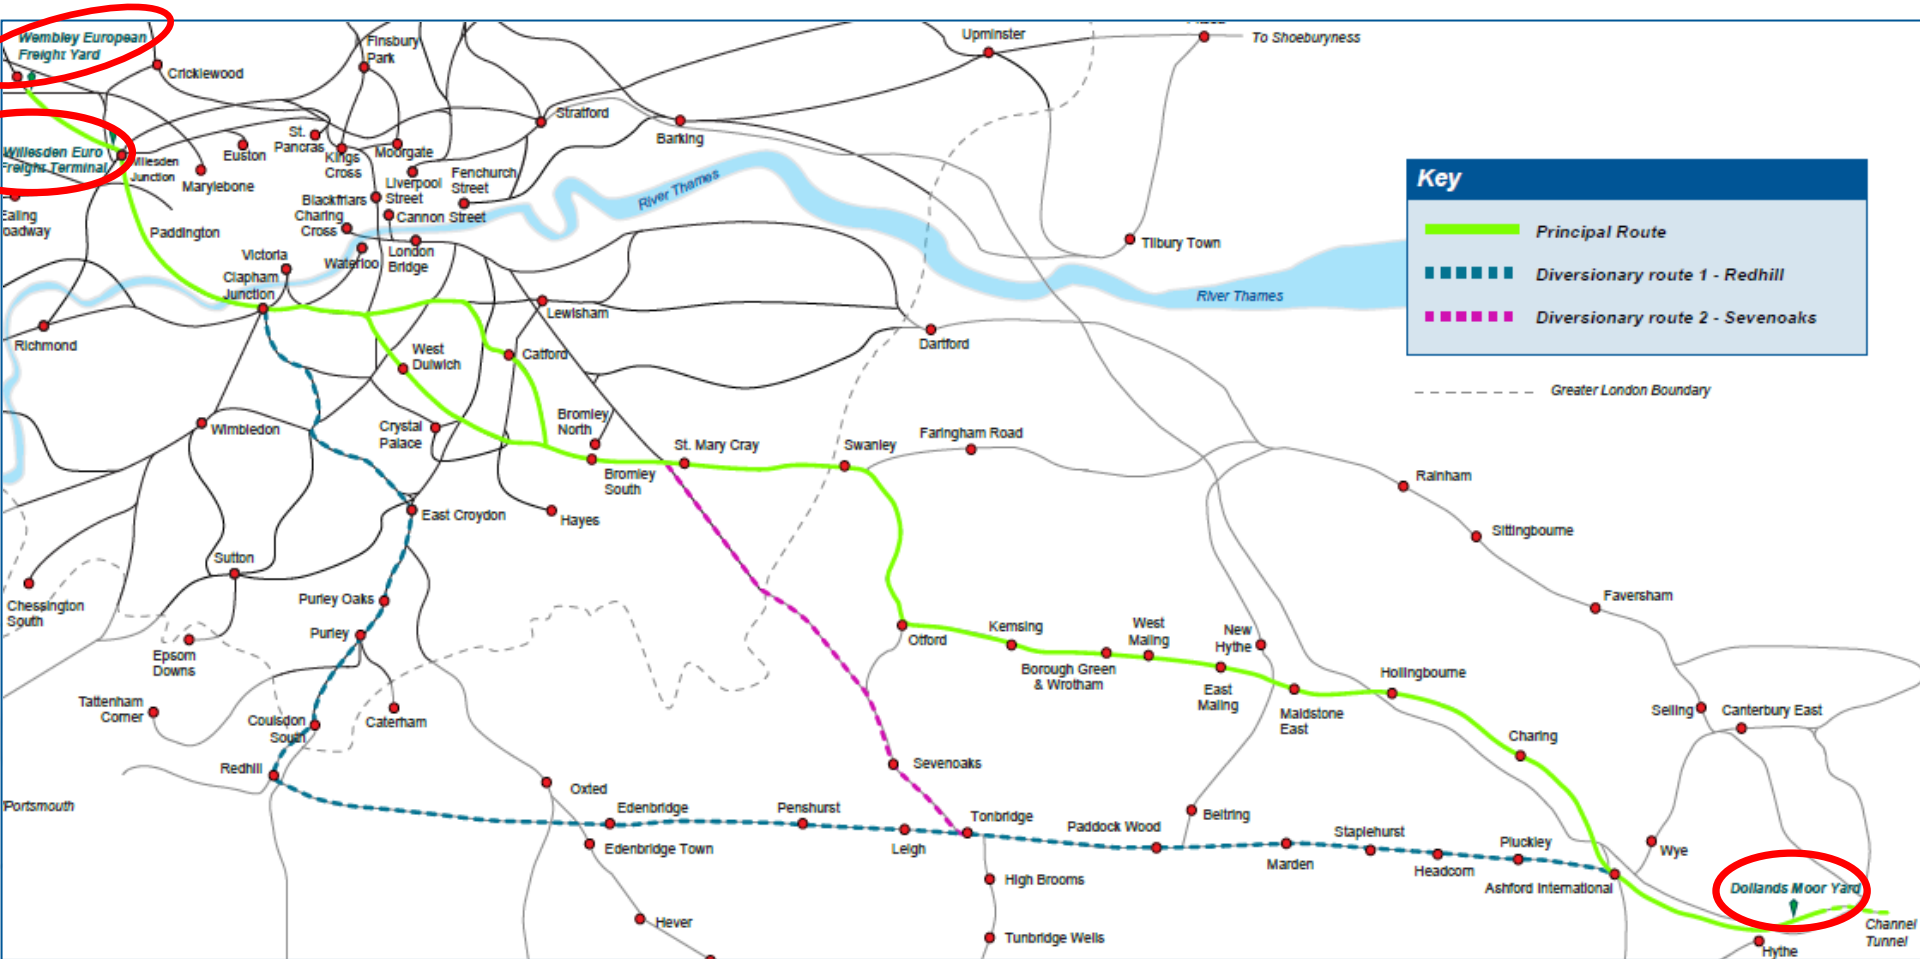 Wembley European
Freight Yard
Cricklewood
Finsbury
Park
Upminster
To Shoeburyness
Willesden Euro
Freight Terminal
Willesden
Junction
Marylebone
Euston
St.
Pancras
Kings
Cross
Moorgate
Liverpool
Street
Fenchurch
Street
Stratford
Barking
Blackfriars
Charing
Cross
Cannon Street
River Thames
Ealing
oadway
Paddington
Victoria
Clapham
Junction
Waterloo
London
Bridge
Tilbury Town
River Thames
Key
Principal Route
Diversionary route 1 - Redhill
Diversionary route 2 - Sevenoaks
Greater London Boundary
Richmond
Lewisham
West
Dulwich
Catford
Dartford
Wimbledon
Crystal
Palace
Bromley
North
St. Mary Cray
Swanley
Faringham Road
Bromley
South
Rainham
East Croydon
Hayes
Sittingbourne
Sutton
Chessington
South
Purley Oaks
Purley
Faversham
Epsom
Downs
Otford
Kemsing
West
Maling
New
Hythe
Borough Green
& Wrotham
East
Maling
Maidstone
East
Hollingbourne
Tattenham
Corner
Coulsdon
South
Caterham
Selling
Canterbury East
Charing
Redhill
Sevenoaks
Portsmouth
Oxted
Edenbridge
Penshurst
Tonbridge
Paddock Wood
Beltring
Staplehurst
Pluckley
Edenbridge Town
Leigh
Marden
Headcorn
Ashford International
Wye
High Brooms
Dollands Moor Yard
Hever
Tunbridge Wells
Channel
Tunnel
Hythe